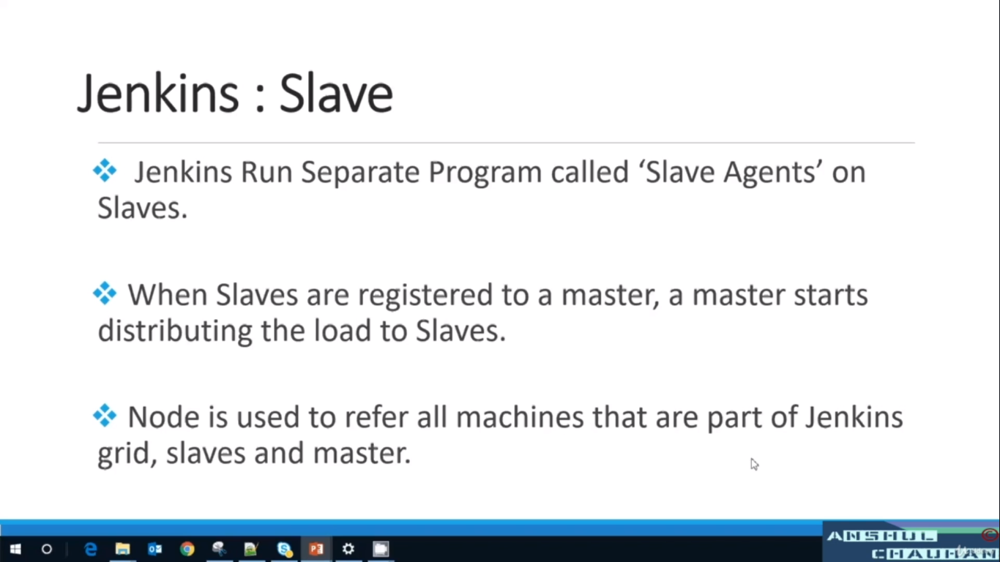 Jenkins : Slave
Jenkins Run Separate Program called ‘Slave Agents’ on
Slaves.
When Slaves are registered to a master, a master starts
distributing the load to Slaves.
Node is used to refer all machines that are part of Jenkins
grid, slaves and master.
ANSHUL
CHAUHAN